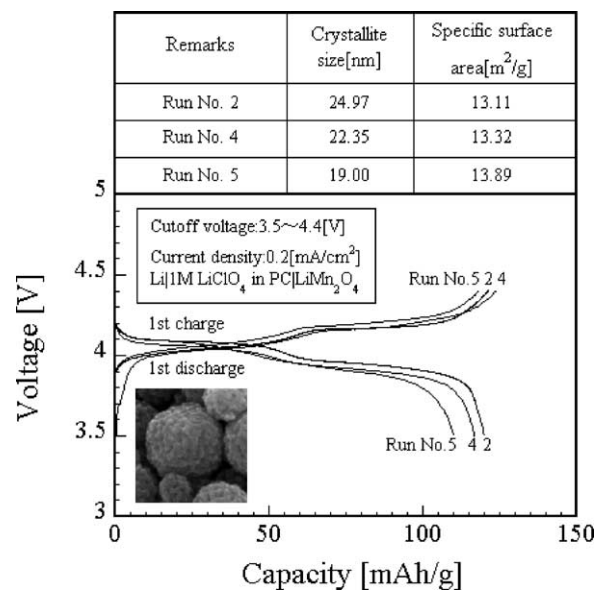 Remarks
Crystallite size[nm]
Specific surface area[m²/g]
Run No. 2 24.97 13.11
Run No. 4 22.35 13.32
Run No. 5 19.00 13.89
5
4.5
4
3.5
3
Voltage [V]
Cutoff voltage:3.5～4.4[V]
Current density:0.2[mA/cm²]
Li|1M LiClO₄ in PC|LiMn₂O₄
Run No.5 2 4
1st charge
1st discharge
Run No.5 4 2
0 50 100 150
Capacity [mAh/g]